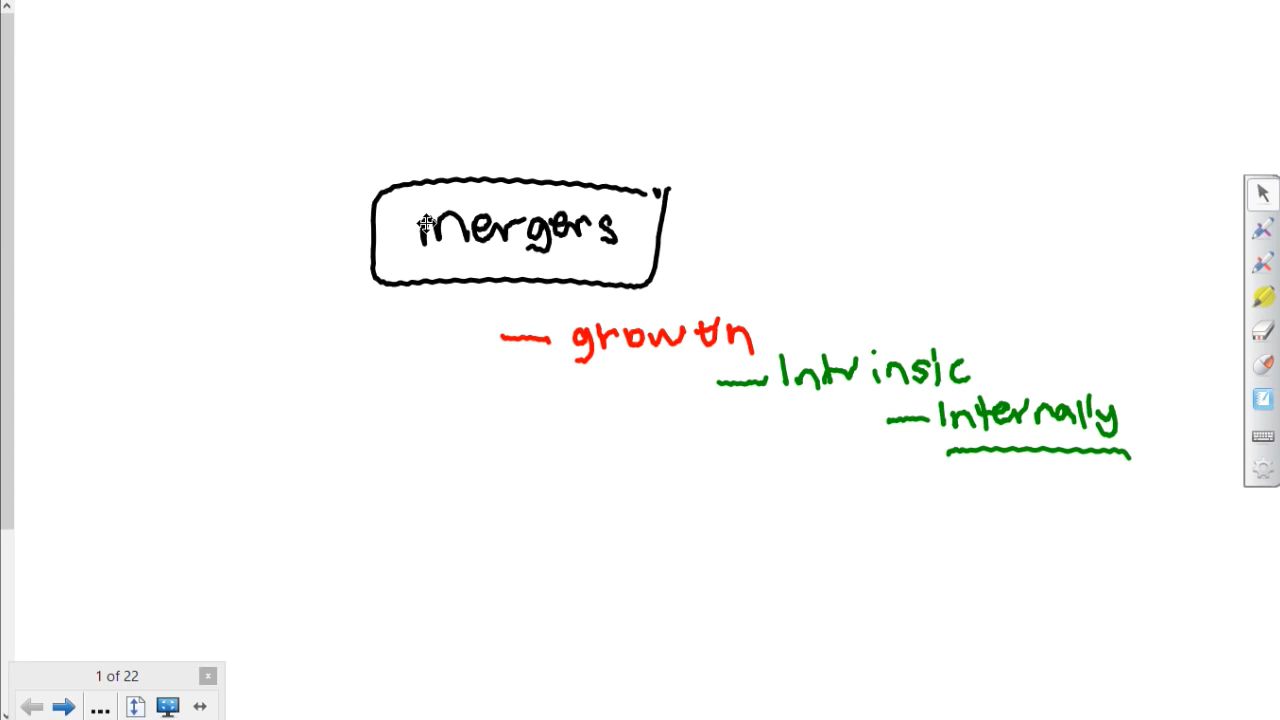 mergers
— growth
— Intrinsic
— Internally
1 of 22